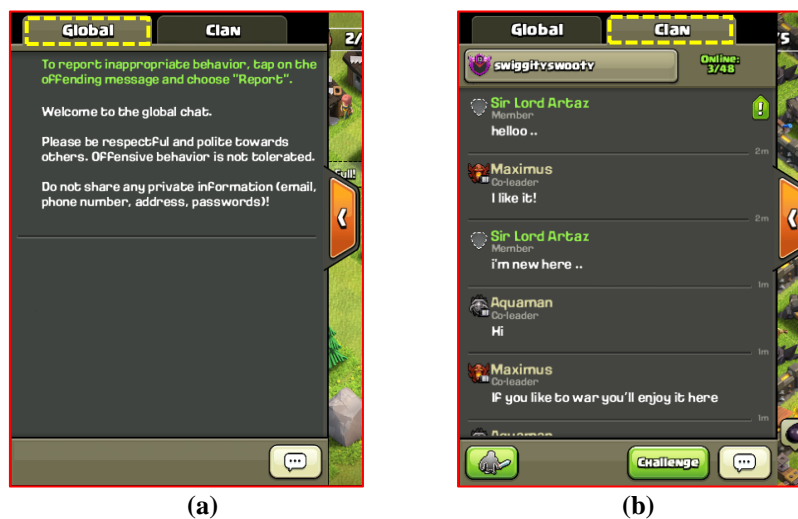 Global
Clan
2/
To report inappropriate behavior, tap on the
offending message and choose "Report".
Welcome to the global chat.
Please be respectful and polite towards
others. Offensive behavior is not tolerated.
Do not share any private information (email,
phone number, address, passwords)!
Full!
(a)
Global
Clan
/5
swiggityswooty
Online:
3/48
Sir Lord Artaz
Member
helloo ..
2m
Maximus
Co-leader
I like it!
2m
Sir Lord Artaz
Member
i'm new here ..
1m
Aquaman
Co-leader
Hi
1m
Maximus
Co-leader
If you like to war you'll enjoy it here
1m
Aquaman
Challenge
(b)